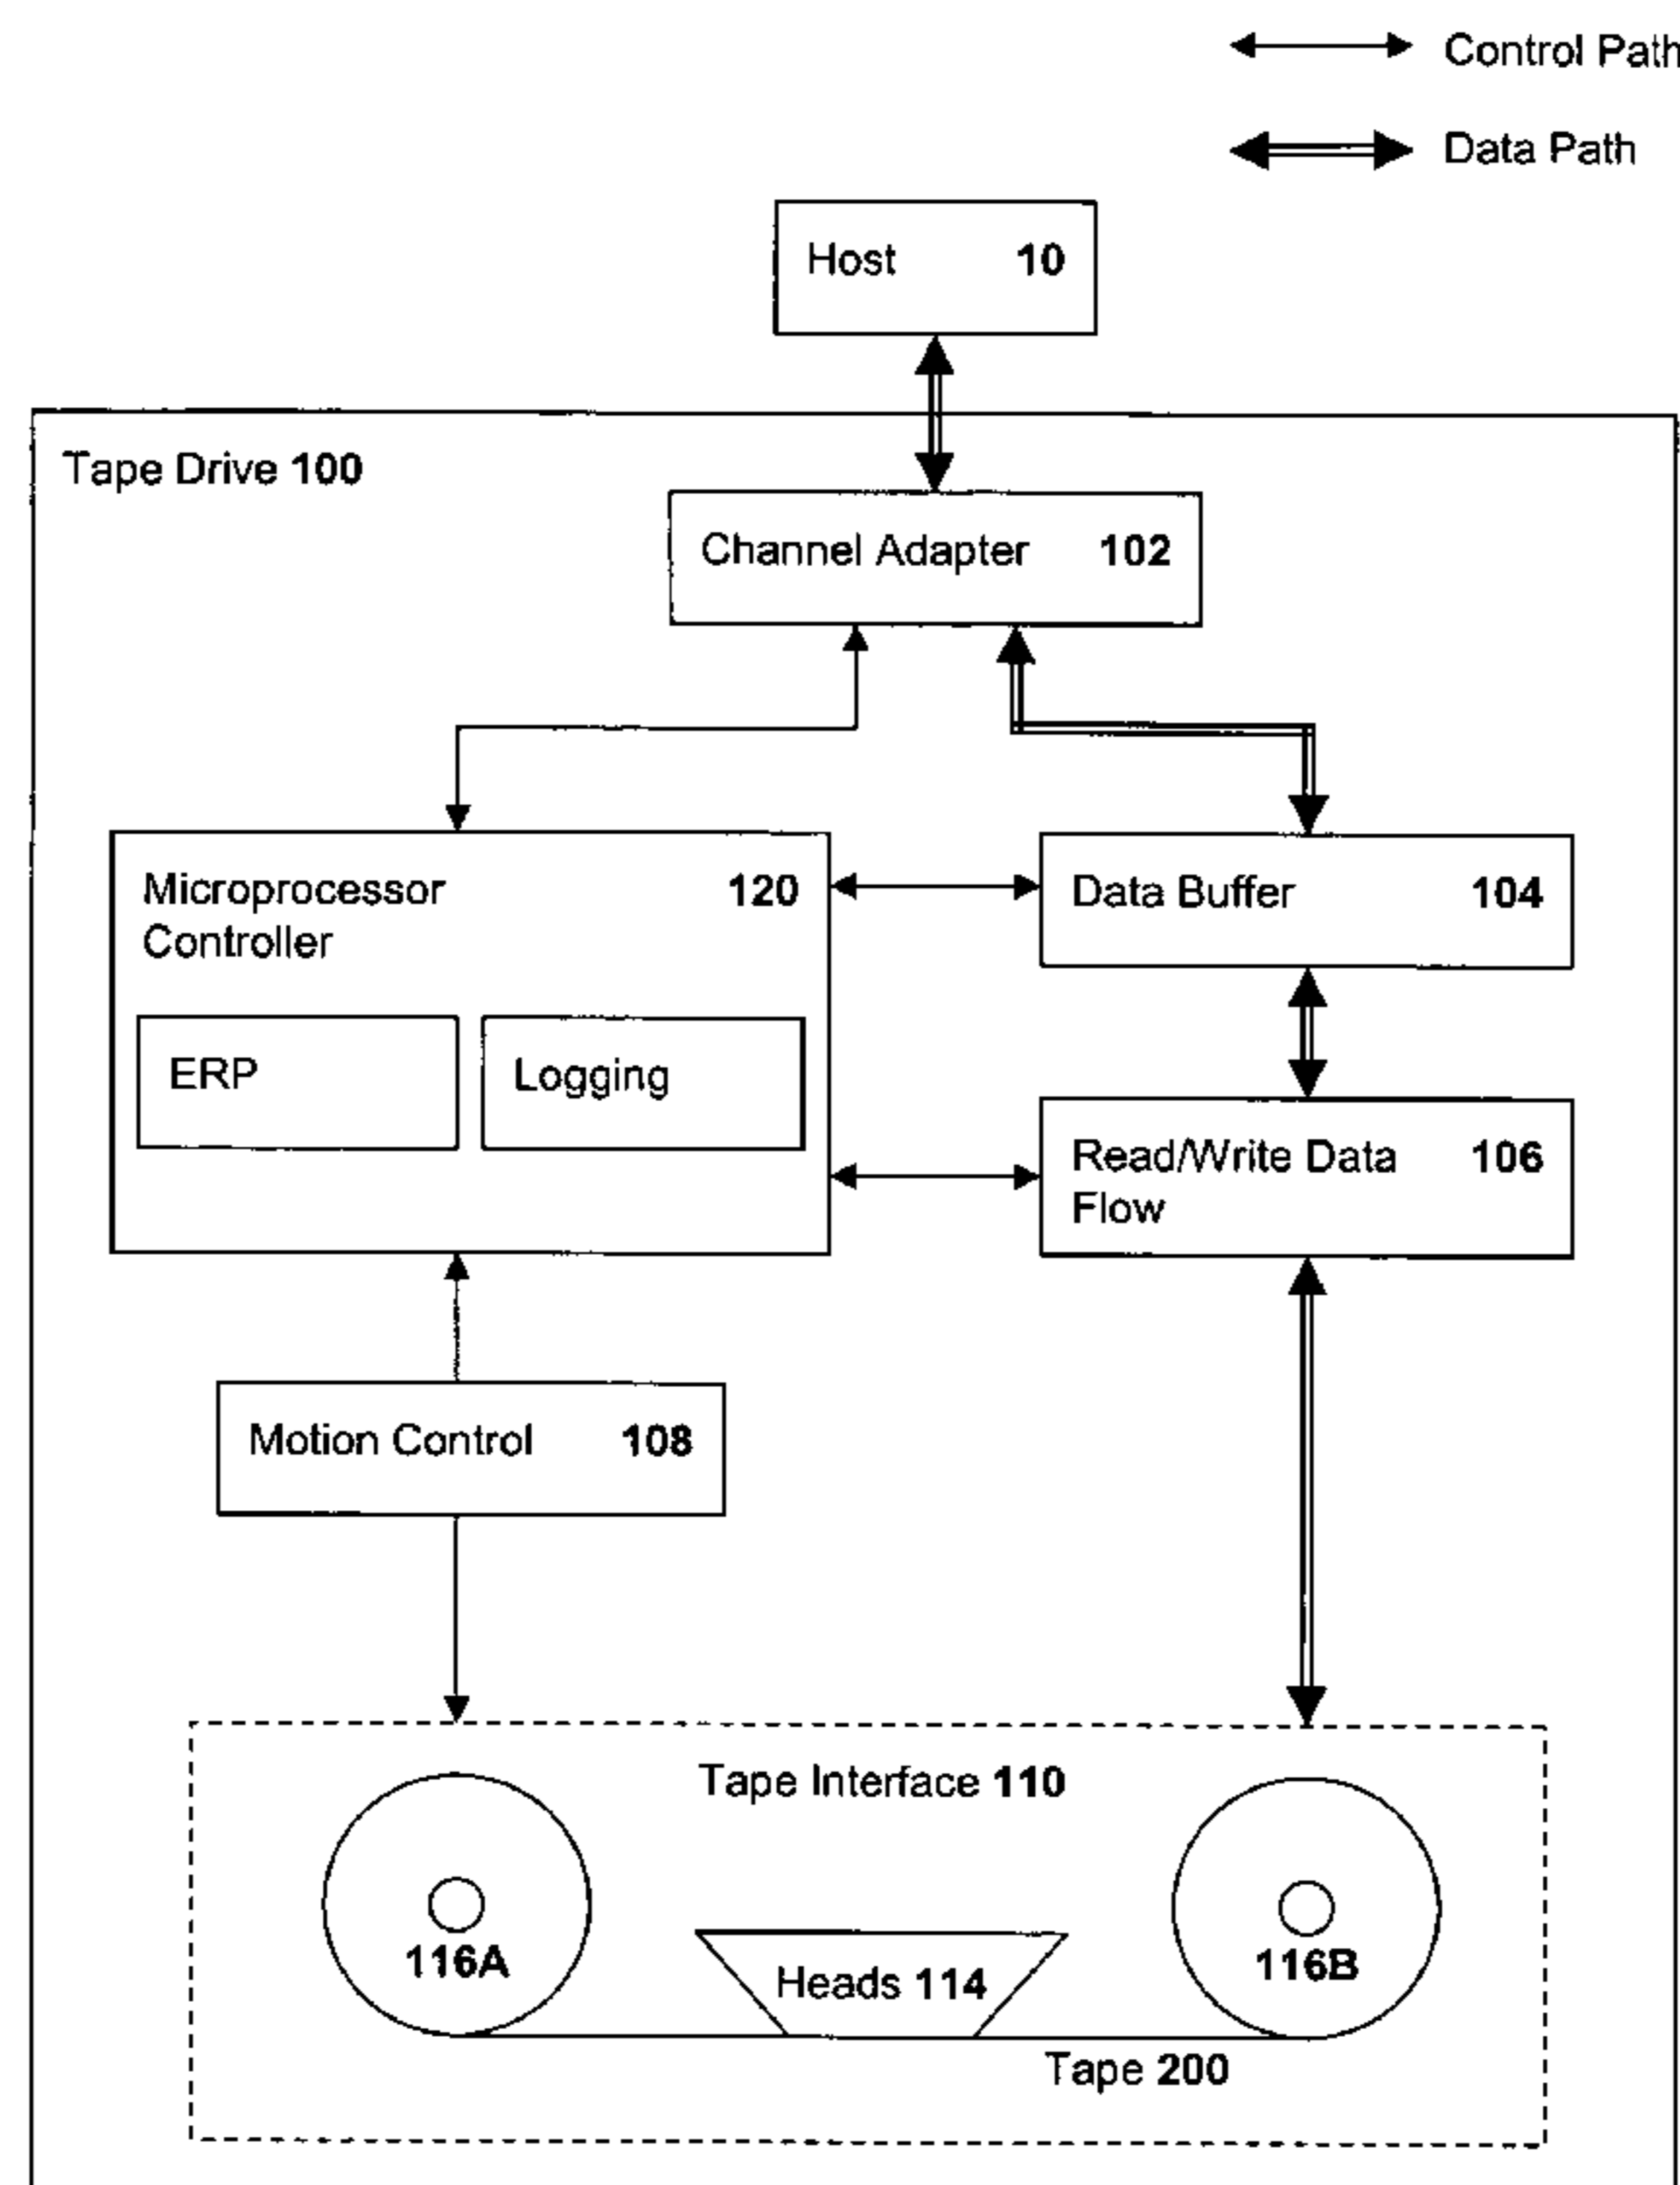 Control Path
Data Path
Host 10
Tape Drive 100
Channel Adapter 102
Microprocessor 120
Controller
Data Buffer 104
ERP
Logging
Read/Write Data 106
Flow
Motion Control 108
Tape Interface 110
116A
Heads 114
116B
Tape 200